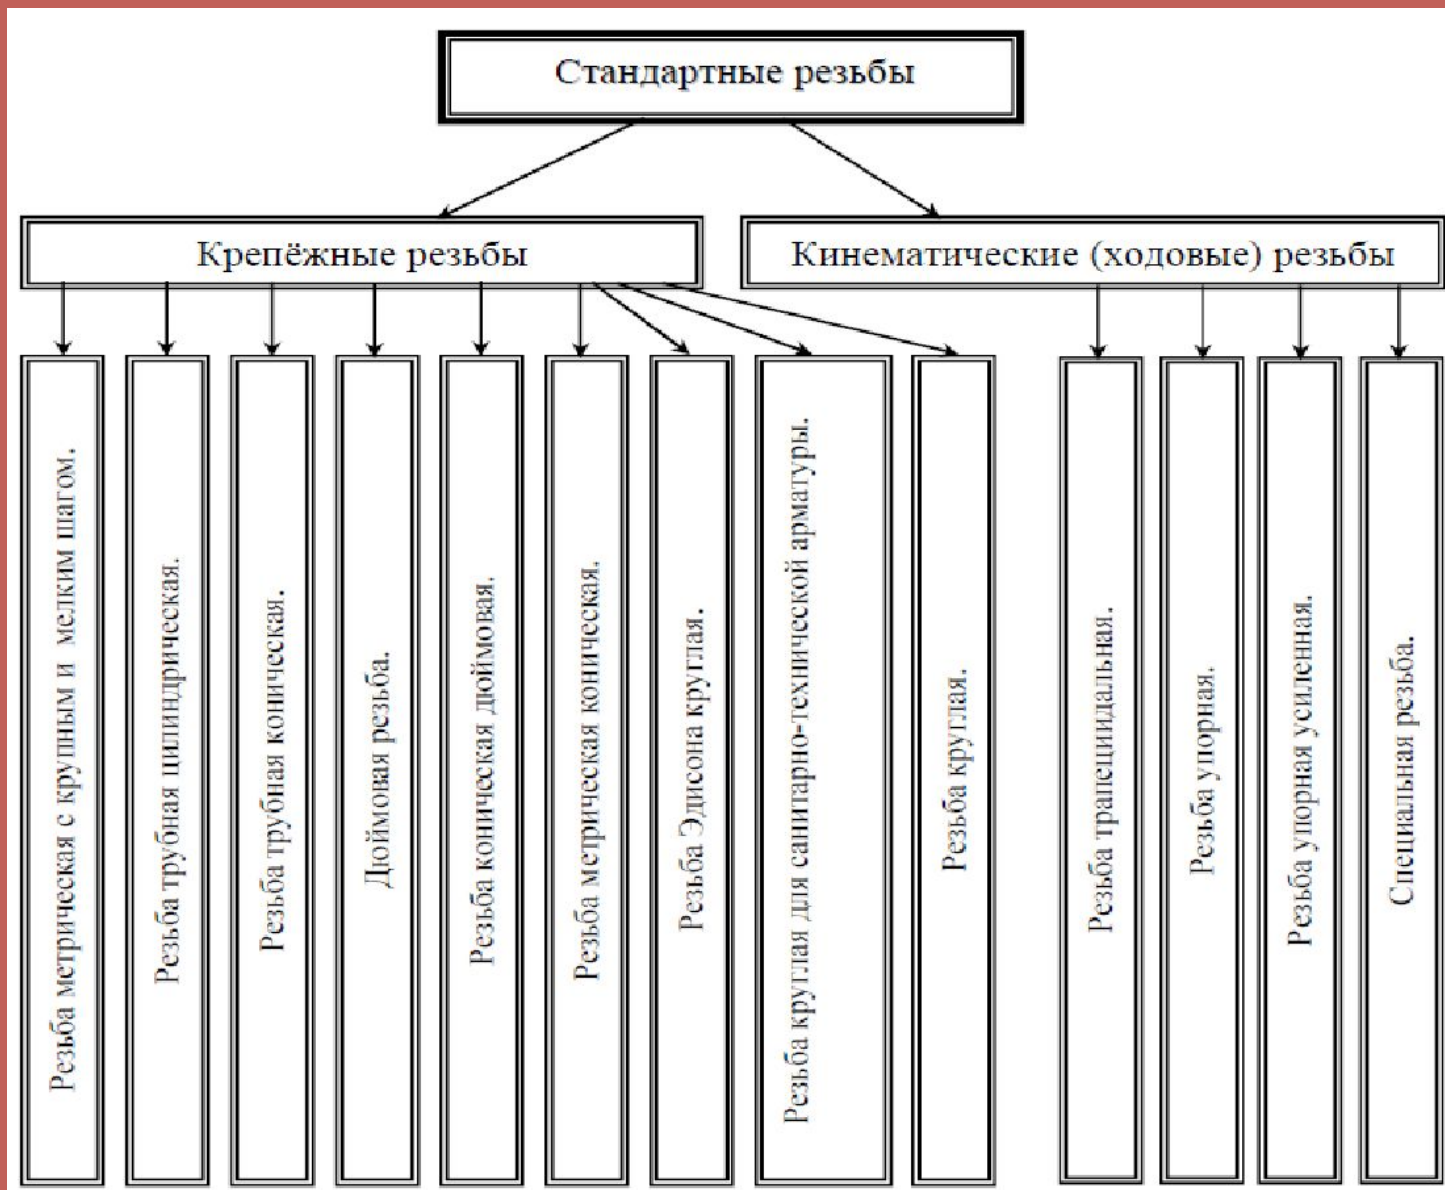 Стандартные резьбы
Крепёжные резьбы
Кинематические (ходовые) резьбы
Резьба метрическая с крупным и мелким шагом.
Резьба трубная цилиндрическая.
Резьба трубная коническая.
Дюймовая резьба.
Резьба коническая дюймовая.
Резьба метрическая коническая.
Резьба Эдисона круглая.
Резьба круглая для санитарно-технической арматуры.
Резьба круглая.
Резьба трапециидальная.
Резьба упорная.
Резьба упорная усиленная.
Специальная резьба.